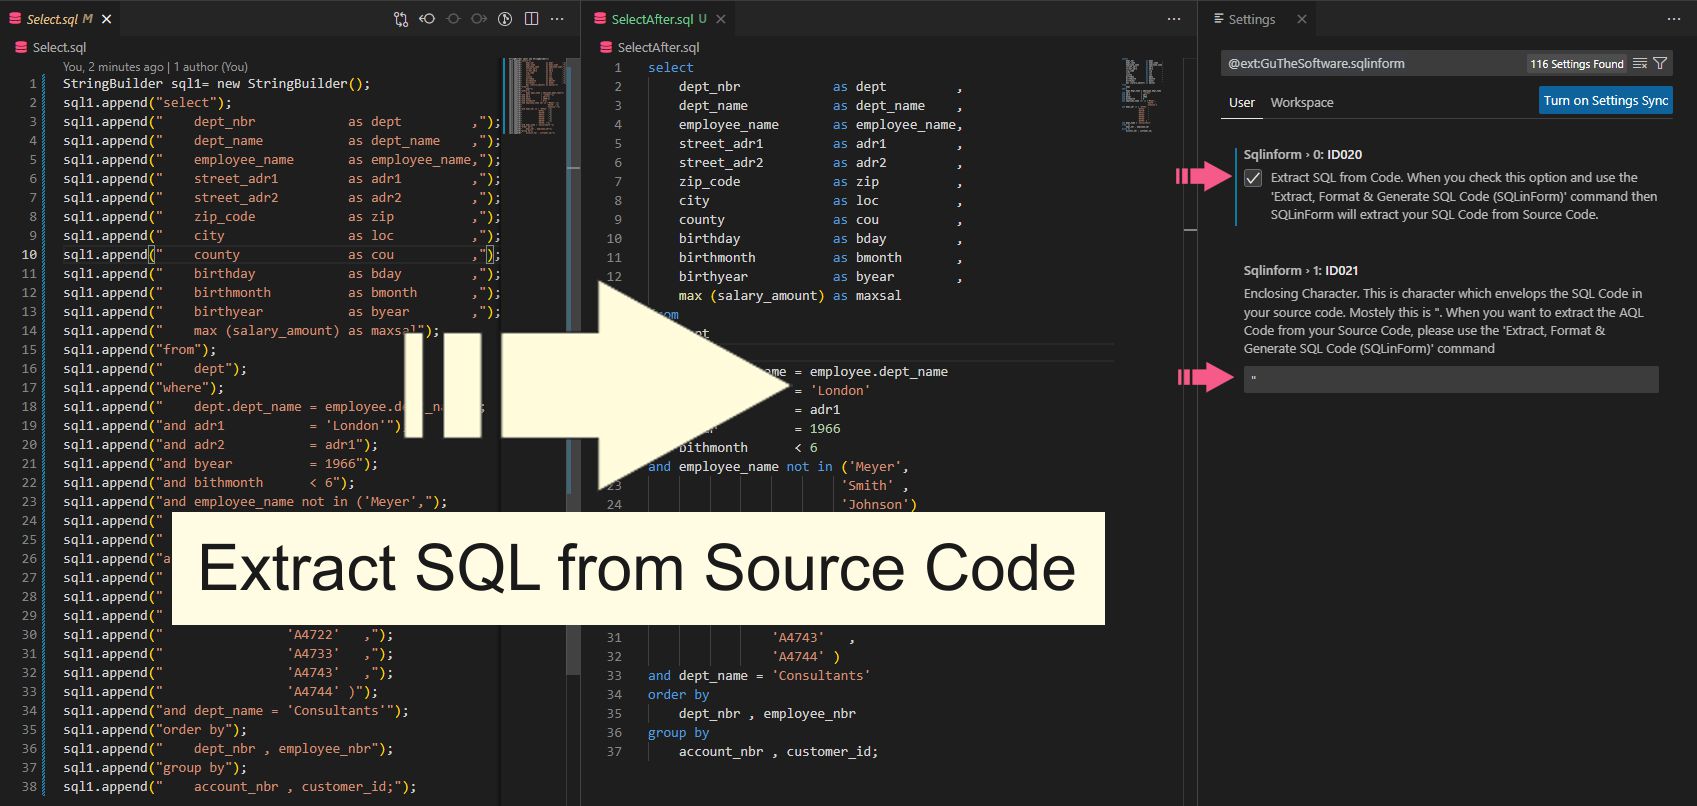 Select.sql M
Select.sql
You, 2 minutes ago | 1 author (You)
1 StringBuilder sql1= new StringBuilder();
2 sql1.append("select");
3 sql1.append("    dept_nbr            as dept         ,");
4 sql1.append("    dept_name           as dept_name    ,");
5 sql1.append("    employee_name       as employee_name,");
6 sql1.append("    street_adr1         as adr1         ,");
7 sql1.append("    street_adr2         as adr2         ,");
8 sql1.append("    zip_code            as zip          ,");
9 sql1.append("    city                as loc          ,");
10 sql1.append("    county              as cou          ,");
11 sql1.append("    birthday            as bday         ,");
12 sql1.append("    birthmonth          as bmonth       ,");
13 sql1.append("    birthyear           as byear        ,");
14 sql1.append("    max (salary_amount) as maxsal");
15 sql1.append("from");
16 sql1.append("    dept");
17 sql1.append("where");
18 sql1.append("    dept.dept_name = employee.de
19 sql1.append("and adr1           = 'London'")
20 sql1.append("and adr2           = adr1");
21 sql1.append("and byear          = 1966");
22 sql1.append("and bithmonth      < 6");
23 sql1.append("and employee_name not in ('Meyer',");
24 sql1.append("
25 sql1.append("
26 sql1.append("a
27 sql1.append("
28 sql1.append("
29 sql1.append("
30 sql1.append("                'A4722'   ,");
31 sql1.append("                'A4733'   ,");
32 sql1.append("                'A4743'   ,");
33 sql1.append("                'A4744' )");
34 sql1.append("and dept_name = 'Consultants'");
35 sql1.append("order by");
36 sql1.append("    dept_nbr , employee_nbr");
37 sql1.append("group by");
38 sql1.append("    account_nbr , customer_id;");
SelectAfter.sql U
SelectAfter.sql
1 select
2     dept_nbr            as dept         ,
3     dept_name           as dept_name    ,
4     employee_name       as employee_name,
5     street_adr1         as adr1         ,
6     street_adr2         as adr2         ,
7     zip_code            as zip          ,
8     city                as loc          ,
9     county              as cou          ,
10     birthday            as bday         ,
11     birthmonth          as bmonth       ,
12     birthyear           as byear        ,
max (salary_amount) as maxsal
= employee.dept_name
= 'London'
= adr1
= 1966
bithmonth      < 6
and employee_name not in ('Meyer',
23 'Smith' ,
24 'Johnson')
31 'A4743'   ,
32 'A4744' )
33 and dept_name = 'Consultants'
34 order by
35     dept_nbr , employee_nbr
36 group by
37     account_nbr , customer_id;
Extract SQL from Source Code
Settings
@ext:GuTheSoftware.sqlinform
116 Settings Found
User Workspace
Turn on Settings Sync
Sqlinform › 0: ID020
Extract SQL from Code. When you check this option and use the
'Extract, Format & Generate SQL Code (SQLinForm)' command then
SQLinForm will extract your SQL Code from Source Code.
Sqlinform › 1: ID021
Enclosing Character. This is character which envelops the SQL Code in
your source code. Mostely this is ". When you want to extract the AQL
Code from your Source Code, please use the 'Extract, Format &
Generate SQL Code (SQLinForm)' command
"